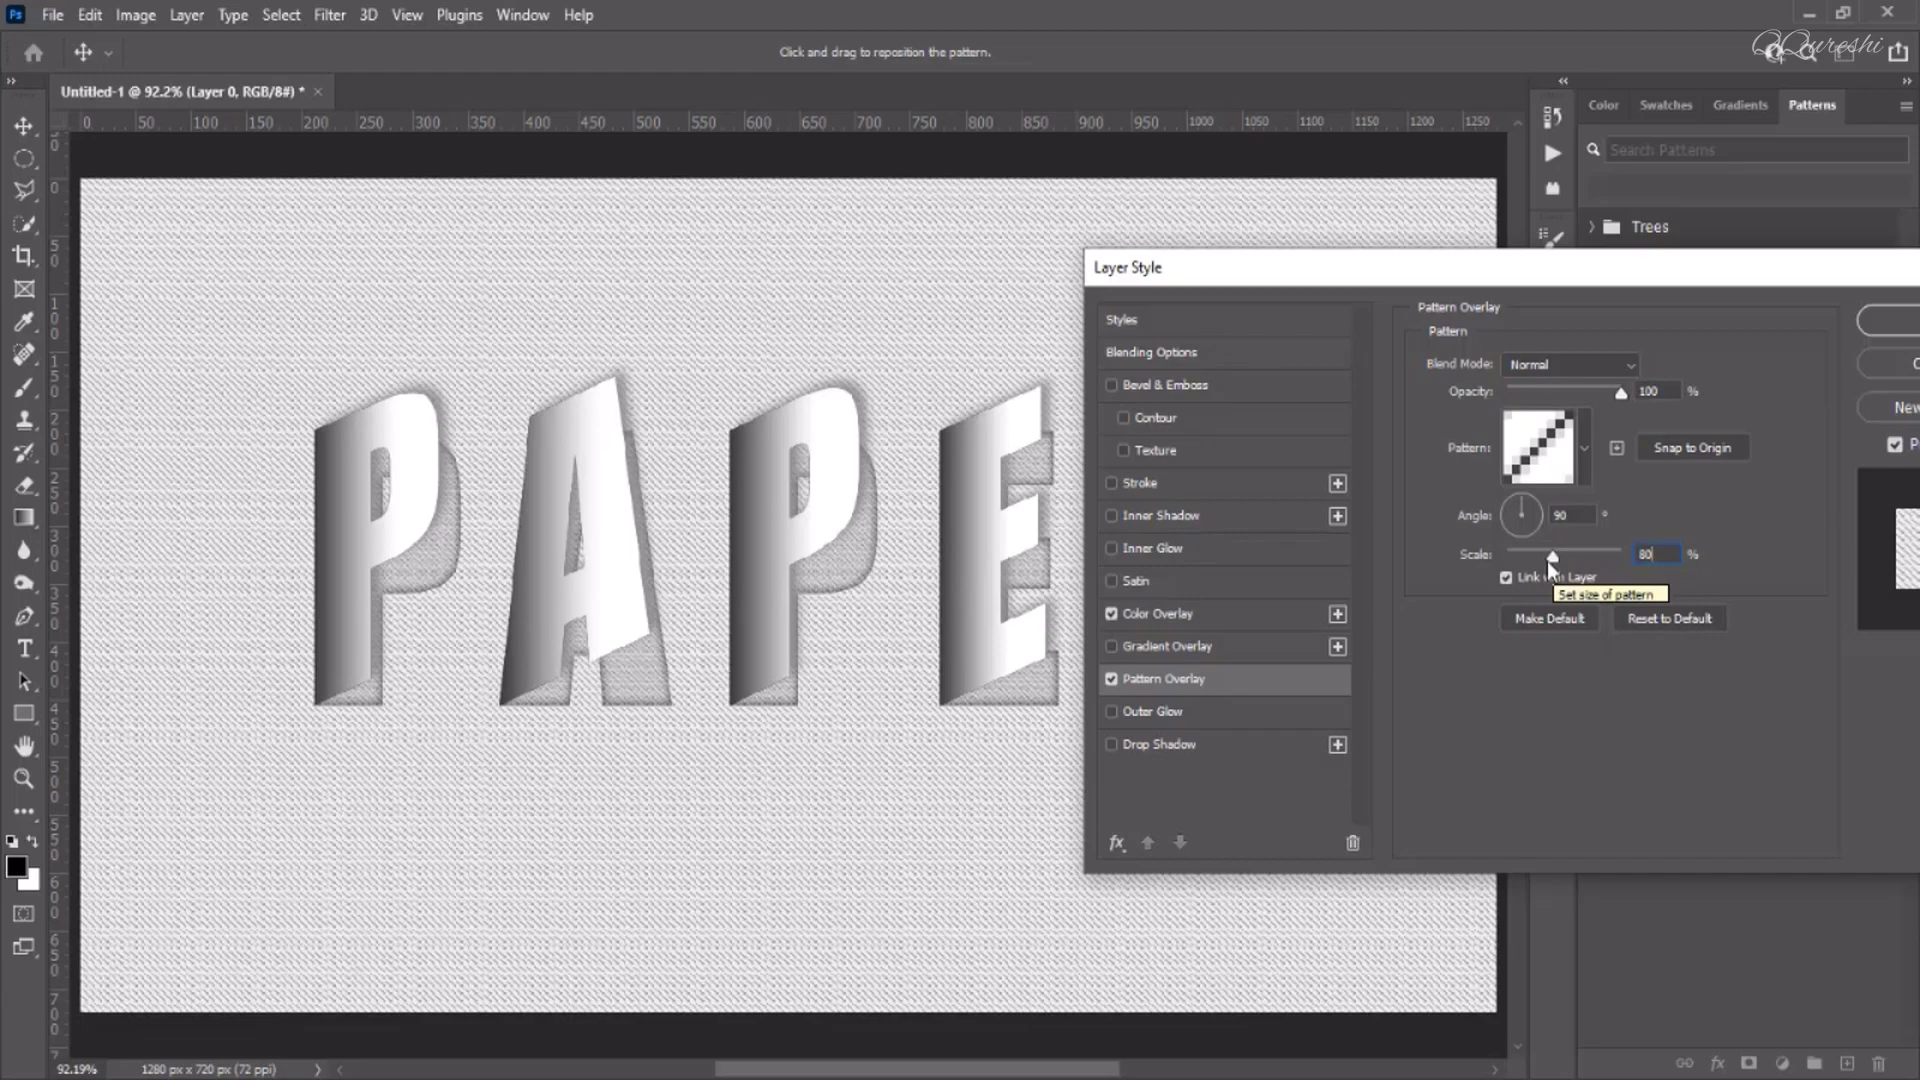 Ps File Edit Image Layer Type Select Filter 3D View Plugins Window Help
Click and drag to reposition the pattern.
QQureshi
Untitled-1 @ 92.2% (Layer 0, RGB/8#) * ×
Color Swatches Gradients Patterns
0 50 100 150 200 250 300 350 400 450 500 550 600 650 700 750 800 850 900 950 1000 1050 1100 1150 1200 1250
Search Patterns
Trees
PAPE
Layer Style
Styles
Blending Options
Bevel & Emboss
Contour
Texture
Stroke
Inner Shadow
Inner Glow
Satin
Color Overlay
Gradient Overlay
Pattern Overlay
Outer Glow
Drop Shadow
fx
Pattern Overlay
Pattern
Blend Mode: Normal
Opacity: 100 %
Pattern: Snap to Origin
Angle: 90 °
Scale: 80 %
Link with Layer
Set size of pattern
Make Default Reset to Default
New
T
92.19% 1280 px x 720 px (72 ppi)
fx